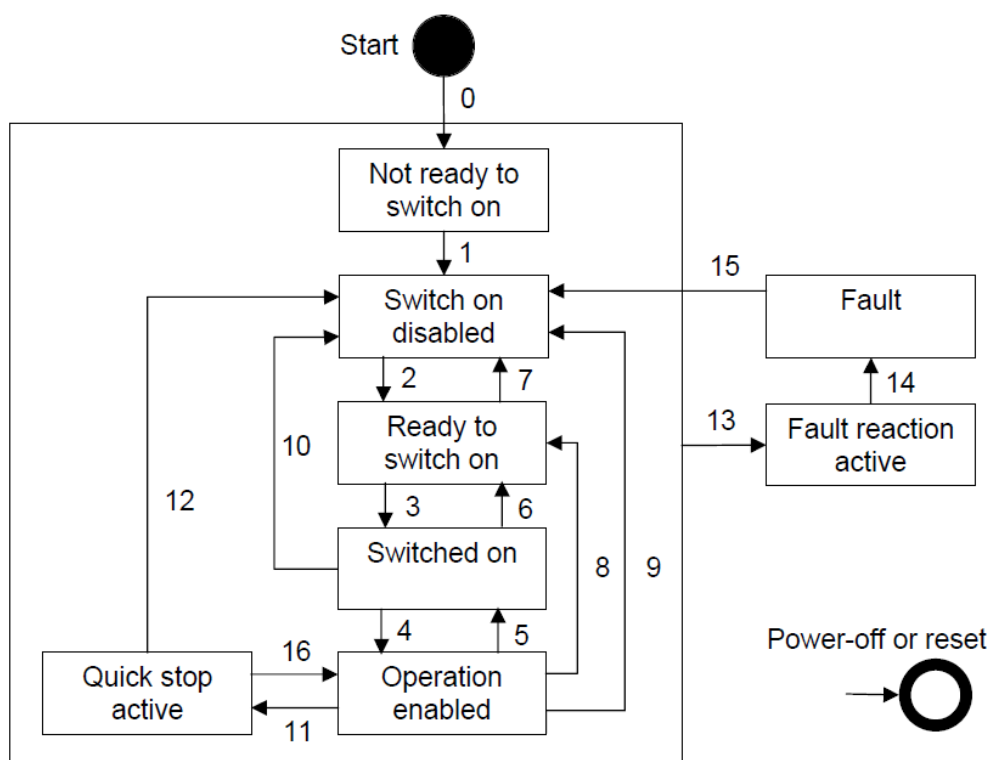 Start
0
Not ready to
switch on
1
15
Switch on
disabled
Fault
2
7
14
10
Ready to
switch on
13
Fault reaction
active
12
3
6
Switched on
8
9
4
5
Power-off or reset
16
Quick stop
active
Operation
enabled
11